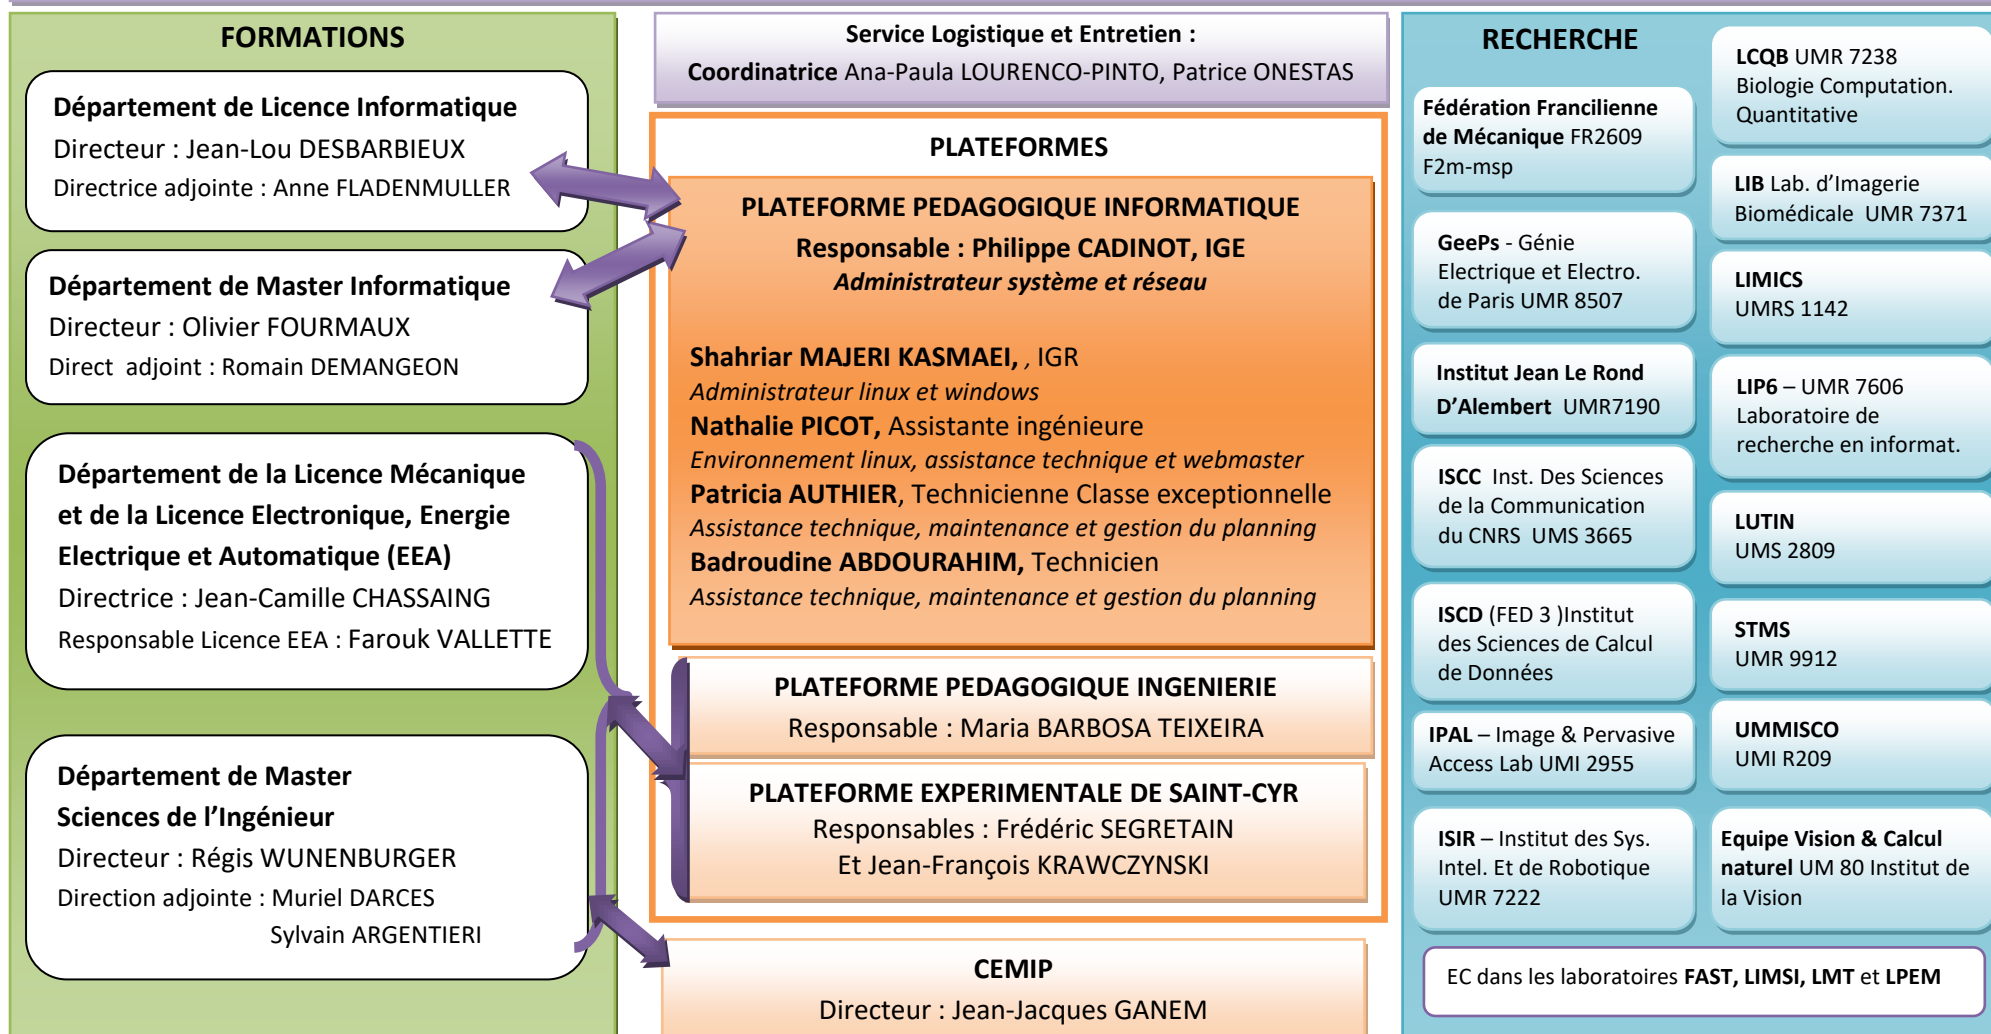 FORMATIONS
Département de Licence Informatique
Directeur : Jean-Lou DESBARBIEUX
Directrice adjointe : Anne FLADENMULLER
Département de Master Informatique
Directeur : Olivier FOURMAUX
Direct adjoint : Romain DEMANGEON
Département de la Licence Mécanique
et de la Licence Electronique, Energie
Electrique et Automatique (EEA)
Directrice : Jean-Camille CHASSAING
Responsable Licence EEA : Farouk VALLETTE
Département de Master
Sciences de l’Ingénieur
Directeur : Régis WUNENBURGER
Direction adjointe : Muriel DARCES
Sylvain ARGENTIERI
Service Logistique et Entretien :
Coordinatrice Ana-Paula LOURENCO-PINTO, Patrice ONESTAS
PLATEFORMES
PLATEFORME PEDAGOGIQUE INFORMATIQUE
Responsable : Philippe CADINOT, IGE
Administrateur système et réseau
Shahriar MAJERI KASMAEI, , IGR
Administrateur linux et windows
Nathalie PICOT, Assistante ingénieure
Environnement linux, assistance technique et webmaster
Patricia AUTHIER, Technicienne Classe exceptionnelle
Assistance technique, maintenance et gestion du planning
Badroudine ABDOURAHIM, Technicien
Assistance technique, maintenance et gestion du planning
PLATEFORME PEDAGOGIQUE INGENIERIE
Responsable : Maria BARBOSA TEIXEIRA
PLATEFORME EXPERIMENTALE DE SAINT-CYR
Responsables : Frédéric SEGRETAIN
Et Jean-François KRAWCZYNSKI
CEMIP
Directeur : Jean-Jacques GANEM
RECHERCHE
Fédération Francilienne
de Mécanique FR2609
F2m-msp
GeePs - Génie
Electrique et Electro.
de Paris UMR 8507
Institut Jean Le Rond
D’Alembert UMR7190
ISCC Inst. Des Sciences
de la Communication
du CNRS UMS 3665
ISCD (FED 3 )Institut
des Sciences de Calcul
de Données
IPAL – Image & Pervasive
Access Lab UMI 2955
ISIR – Institut des Sys.
Intel. Et de Robotique
UMR 7222
LCQB UMR 7238
Biologie Computation.
Quantitative
LIB Lab. d’Imagerie
Biomédicale UMR 7371
LIMICS
UMRS 1142
LIP6 – UMR 7606
Laboratoire de
recherche en informat.
LUTIN
UMS 2809
STMS
UMR 9912
UMMISCO
UMI R209
Equipe Vision & Calcul
naturel UM 80 Institut de
la Vision
EC dans les laboratoires FAST, LIMSI, LMT et LPEM